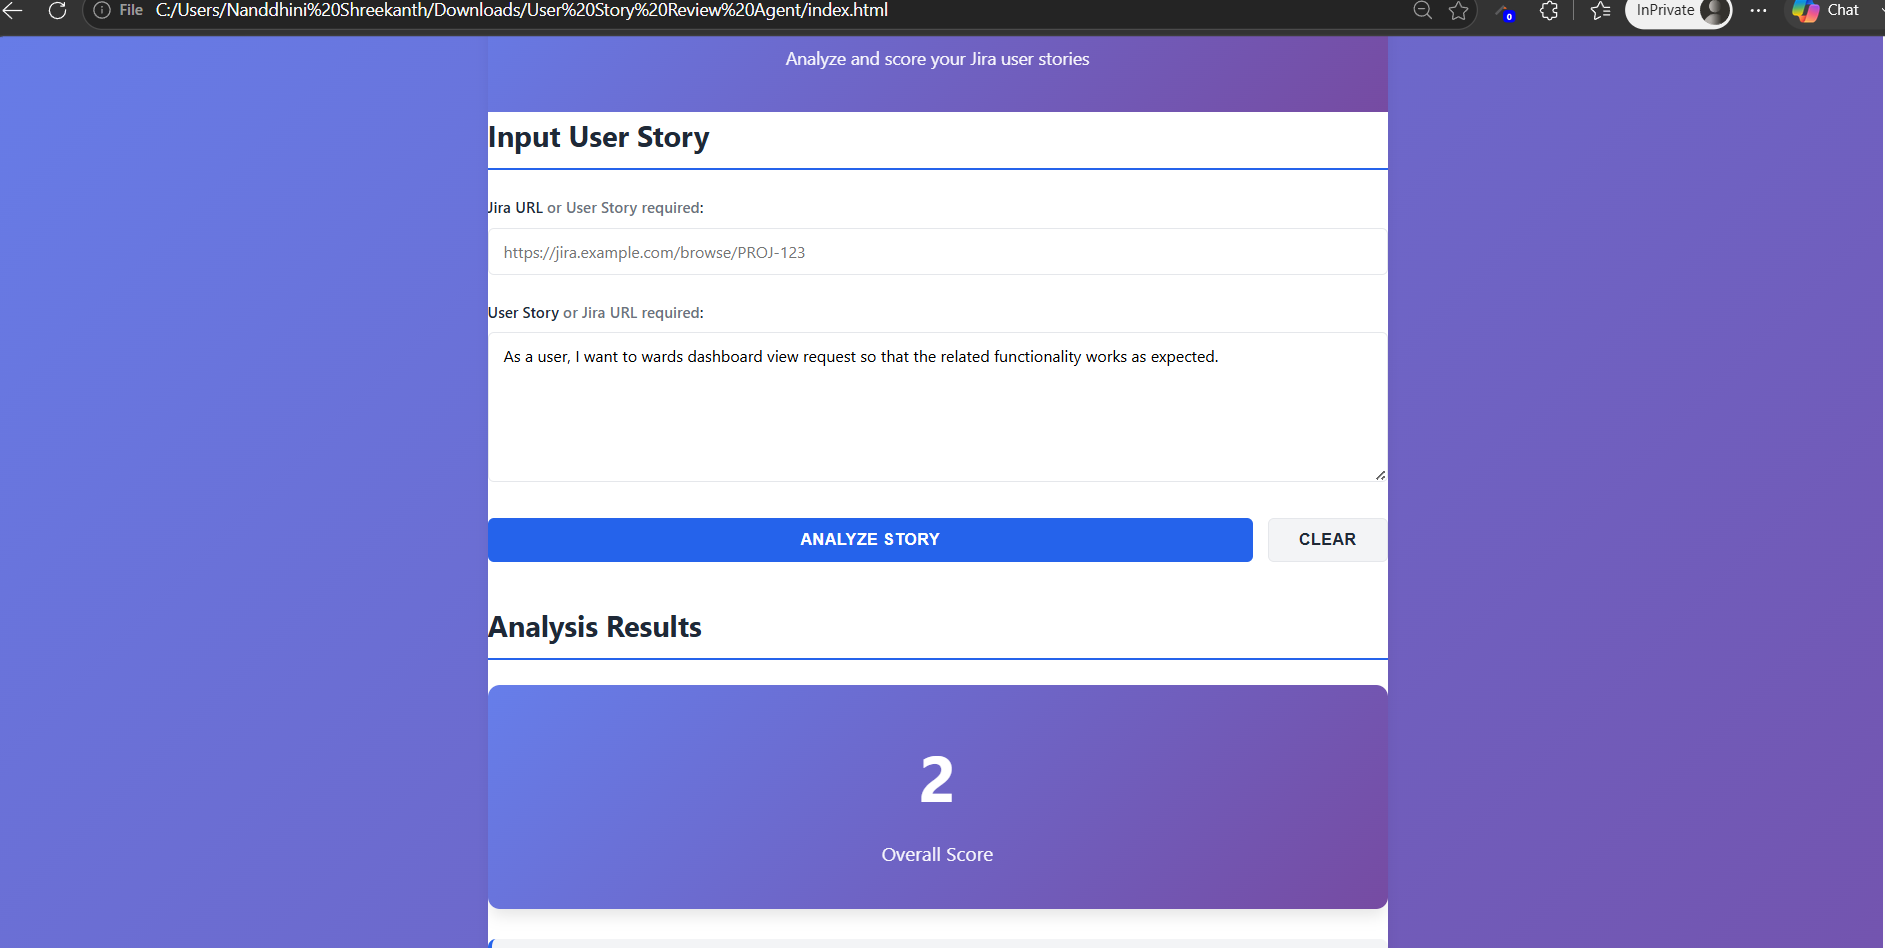 File C:/Users/Nanddhini%20Shreekanth/Downloads/User%20Story%20Review%20Agent/index.html 0 InPrivate Chat
Analyze and score your Jira user stories
Input User Story
Jira URL or User Story required:
https://jira.example.com/browse/PROJ-123
User Story or Jira URL required:
As a user, I want to wards dashboard view request so that the related functionality works as expected.
ANALYZE STORY CLEAR
Analysis Results
2
Overall Score